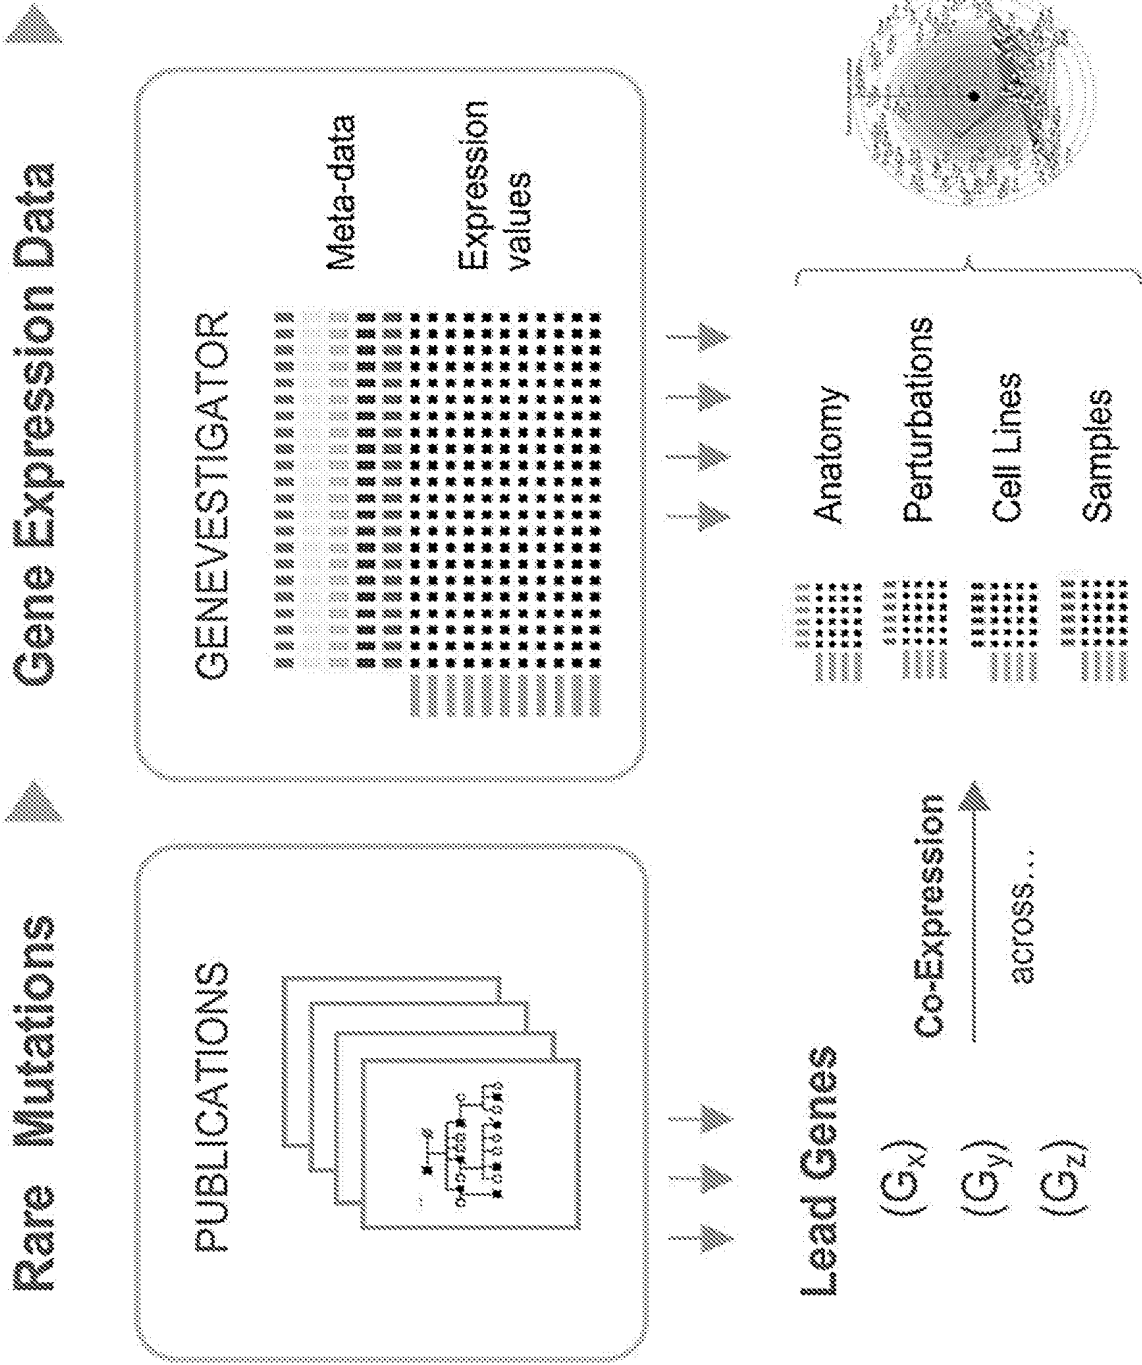 Rare Mutations
Gene Expression Data
PUBLICATIONS
GENEVESTIGATOR
Meta-data
Expression
values
Lead Genes
(Gx)
(Gy)
(Gz)
Co-Expression
across...
Anatomy
Perturbations
Cell Lines
Samples